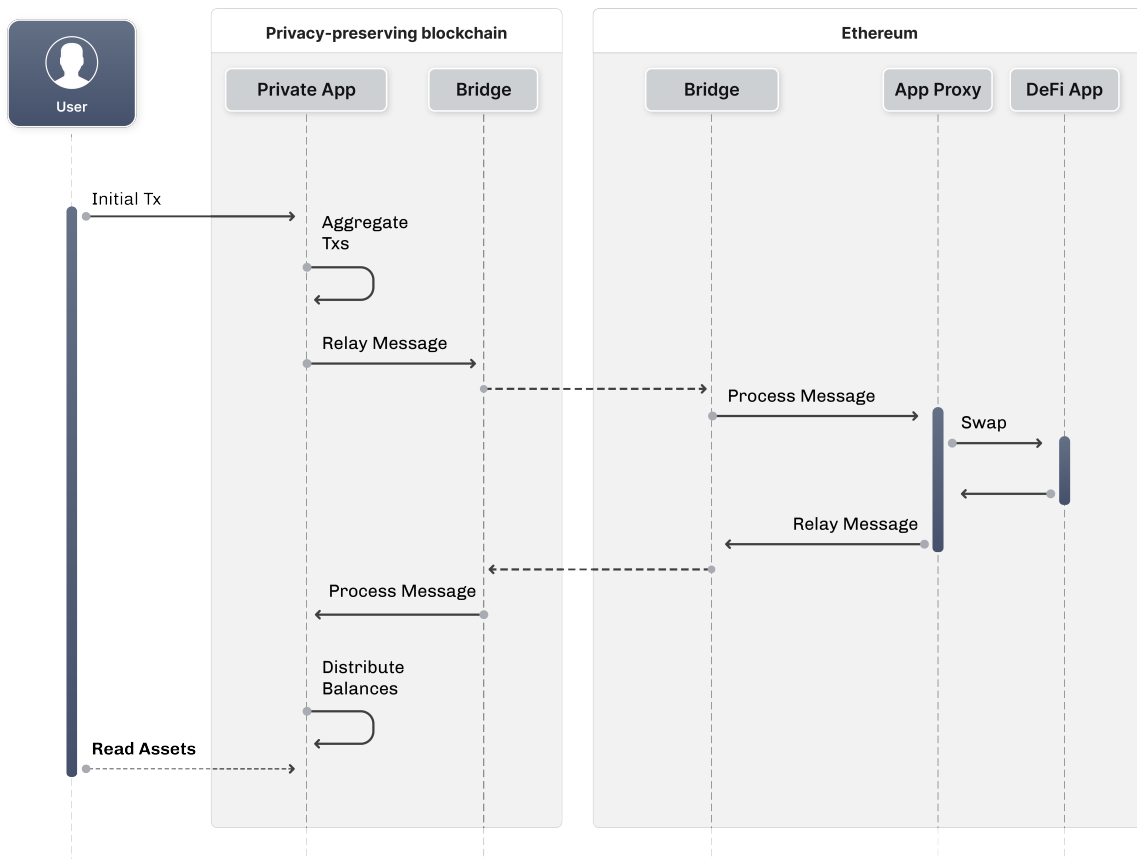 Privacy-preserving blockchain
Ethereum
User
Private App
Bridge
Bridge
App Proxy
DeFi App
Initial Tx
Aggregate
Txs
Relay Message
Process Message
Swap
Relay Message
Process Message
Distribute
Balances
Read Assets